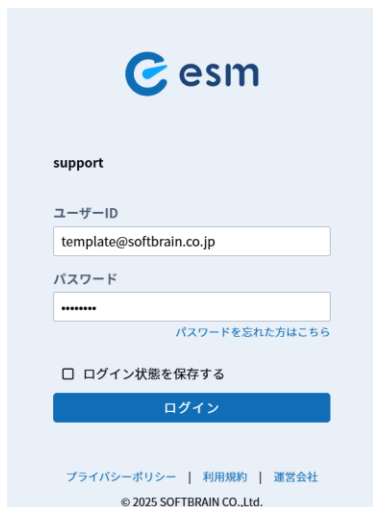 esm
support
ユーザーID
template@softbrain.co.jp
パスワード
••••••••
パスワードを忘れた方はこちら
ログイン状態を保存する
ログイン
プライバシーポリシー | 利用規約 | 運営会社
© 2025 SOFTBRAIN CO.,Ltd.